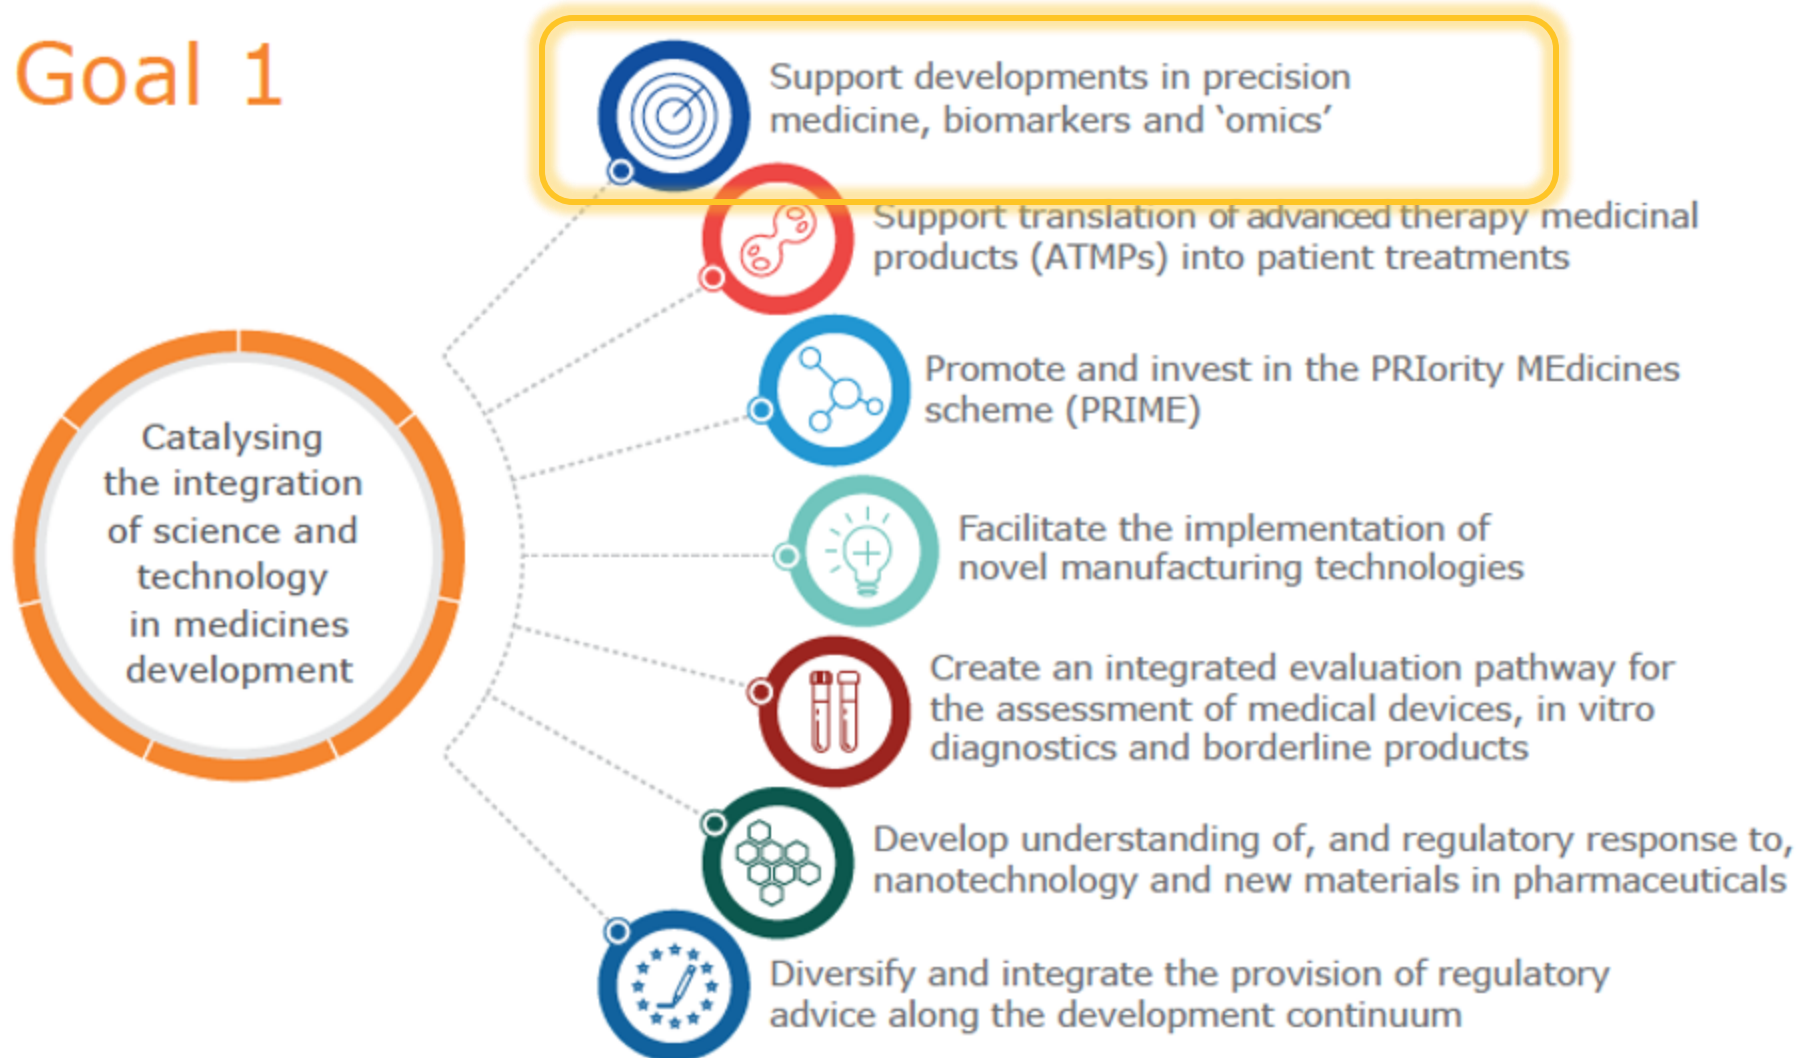 Goal 1
Support developments in precision
medicine, biomarkers and ‘omics’
Support translation of advanced therapy medicinal
products (ATMPs) into patient treatments
Promote and invest in the PRIority MEdicines
scheme (PRIME)
Catalysing
the integration
of science and
technology
in medicines
development
Facilitate the implementation of
novel manufacturing technologies
Create an integrated evaluation pathway for
the assessment of medical devices, in vitro
diagnostics and borderline products
Develop understanding of, and regulatory response to,
nanotechnology and new materials in pharmaceuticals
Diversify and integrate the provision of regulatory
advice along the development continuum